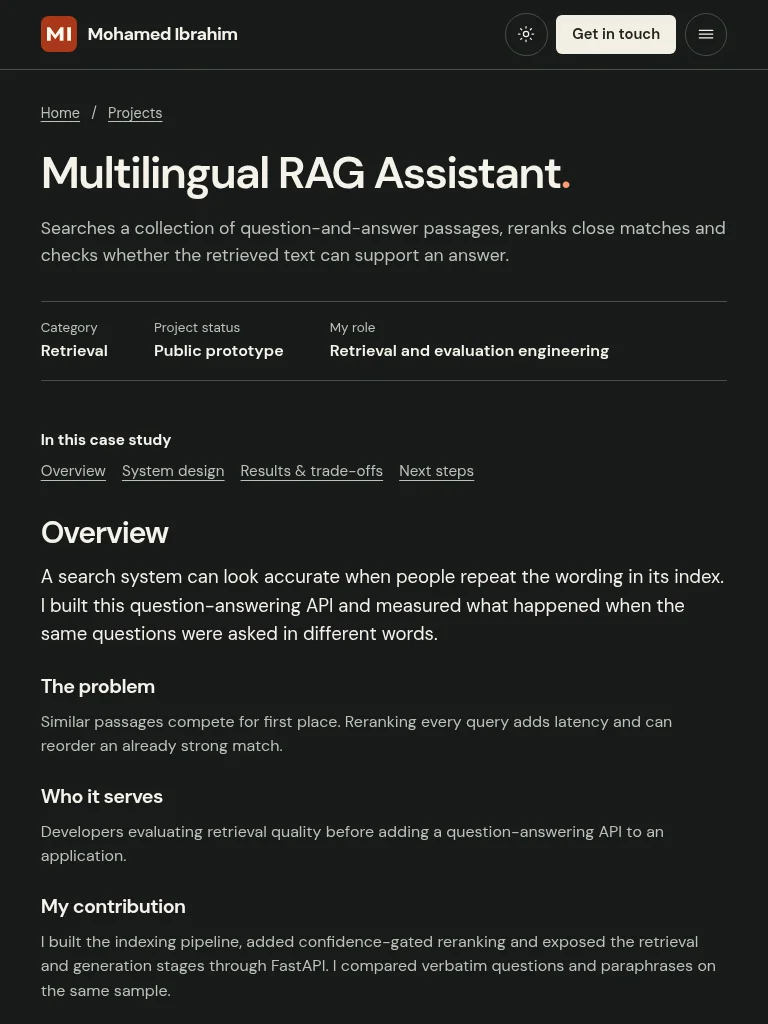 MI Mohamed Ibrahim
Get in touch
Home / Projects
Multilingual RAG Assistant.
Searches a collection of question-and-answer passages, reranks close matches and
checks whether the retrieved text can support an answer.
Category
Retrieval
Project status
Public prototype
My role
Retrieval and evaluation engineering
In this case study
Overview System design Results & trade-offs Next steps
Overview
A search system can look accurate when people repeat the wording in its index.
I built this question-answering API and measured what happened when the
same questions were asked in different words.
The problem
Similar passages compete for first place. Reranking every query adds latency and can
reorder an already strong match.
Who it serves
Developers evaluating retrieval quality before adding a question-answering API to an
application.
My contribution
I built the indexing pipeline, added confidence-gated reranking and exposed the retrieval
and generation stages through FastAPI. I compared verbatim questions and paraphrases on
the same sample.